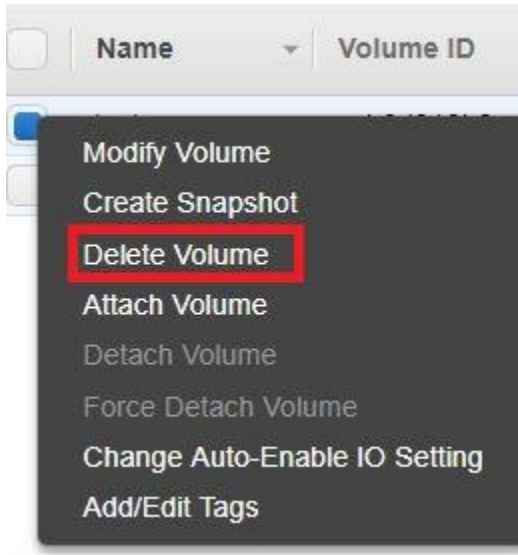 Name
Volume ID
Modify Volume
Create Snapshot
Delete Volume
Attach Volume
Detach Volume
Force Detach Volume
Change Auto-Enable IO Setting
Add/Edit Tags